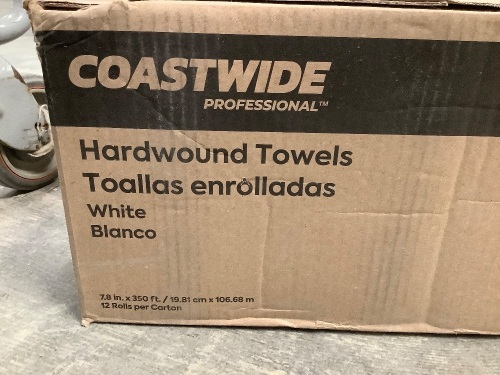 COASTWIDE
PROFESSIONAL™
Hardwound Towels
Toallas enrolladas
White
Blanco
7.8 in. x 350 ft. / 19.81 cm x 106.68 m
12 Rolls per Carton